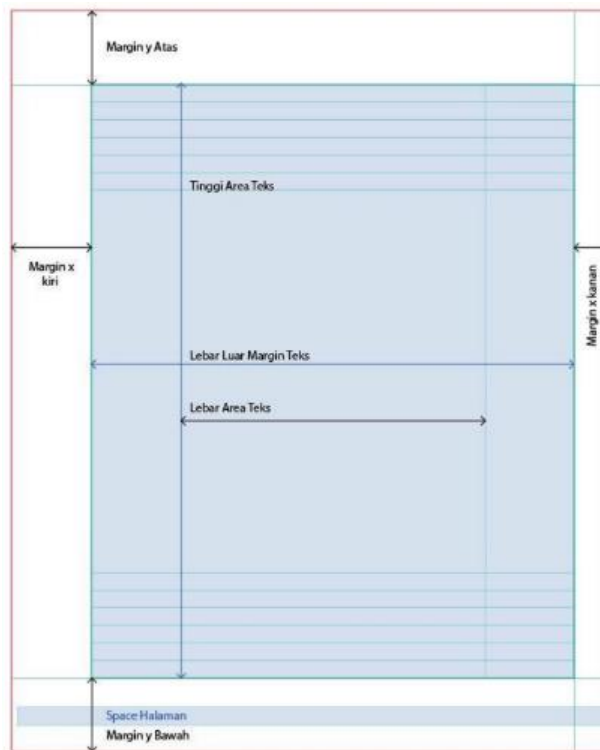 Margin y Atas
Tinggi Area Teks
Margin x
kiri
Margin x kanan
Lebar Luar Margin Teks
Lebar Area Teks
Space Halaman
Margin y Bawah